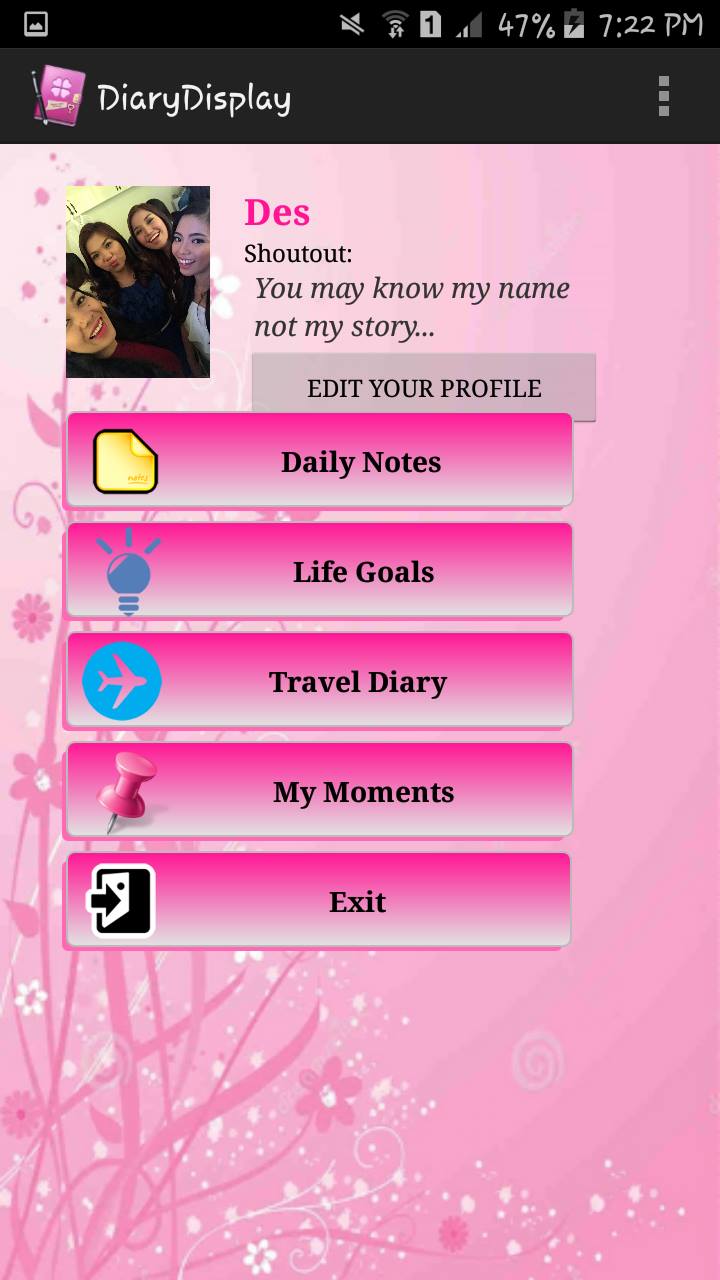 47% 7:22 PM
DiaryDisplay
Des
Shoutout:
You may know my name
not my story...
EDIT YOUR PROFILE
notes
Daily Notes
Life Goals
Travel Diary
My Moments
Exit